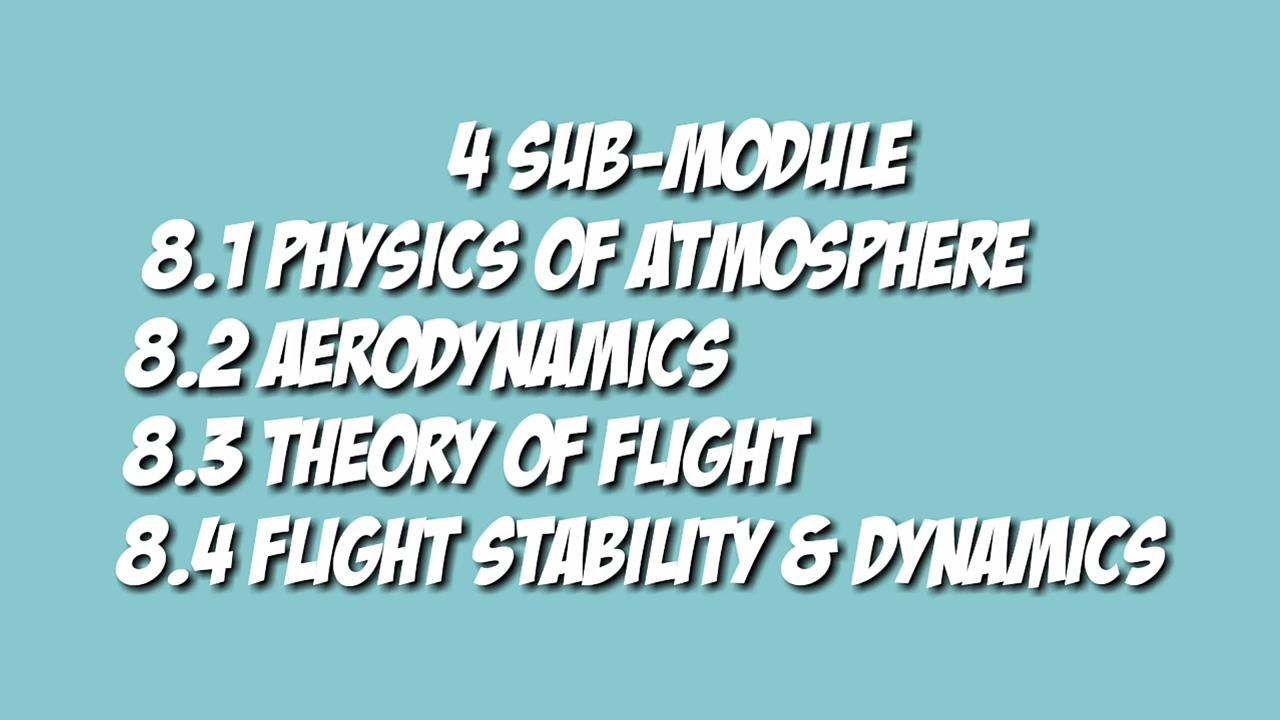 4 SUB-MODULE
8.1 PHYSICS OF ATMOSPHERE
8.2 AERODYNAMICS
8.3 THEORY OF FLIGHT
8.4 FLIGHT STABILITY & DYNAMICS